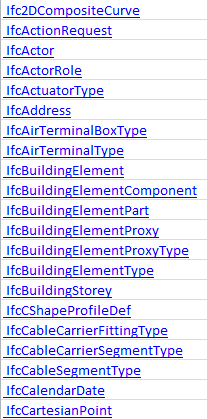 Ifc2DCompositeCurve
IfcActionRequest
IfcActor
IfcActorRole
IfcActuatorType
IfcAddress
IfcAirTerminalBoxType
IfcAirTerminalType
IfcBuildingElement
IfcBuildingElementComponent
IfcBuildingElementPart
IfcBuildingElementProxy
IfcBuildingElementProxyType
IfcBuildingElementType
IfcBuildingStorey
IfcCShapeProfileDef
IfcCableCarrierFittingType
IfcCableCarrierSegmentType
IfcCableSegmentType
IfcCalendarDate
IfcCartesianPoint